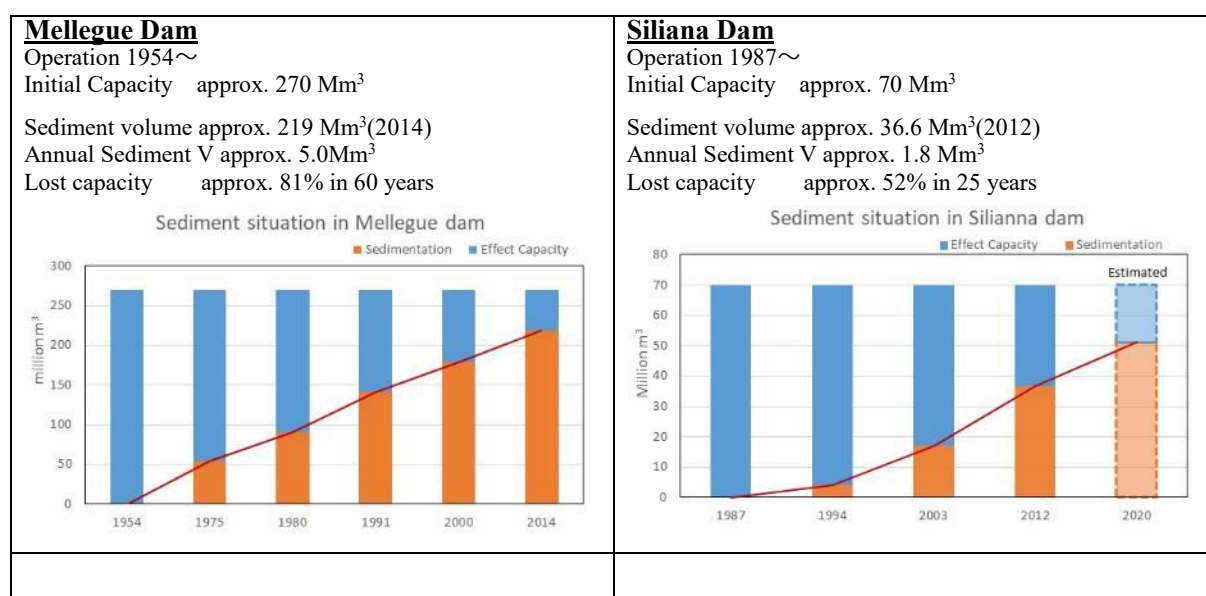 Mellegue Dam
Operation 1954～
Initial Capacity approx. 270 Mm³
Sediment volume approx. 219 Mm³(2014)
Annual Sediment V approx. 5.0Mm³
Lost capacity approx. 81% in 60 years
Sediment situation in Mellegue dam
Sedimentation Effect Capacity
300
250
200
150
100
50
0
million m³
1954 1975 1980 1991 2000 2014
Siliana Dam
Operation 1987～
Initial Capacity approx. 70 Mm³
Sediment volume approx. 36.6 Mm³(2012)
Annual Sediment V approx. 1.8 Mm³
Lost capacity approx. 52% in 25 years
Sediment situation in Silianna dam
Effect Capacity Sedimentation
Estimated
80
70
60
50
40
30
20
10
0
Million m³
1987 1994 2003 2012 2020